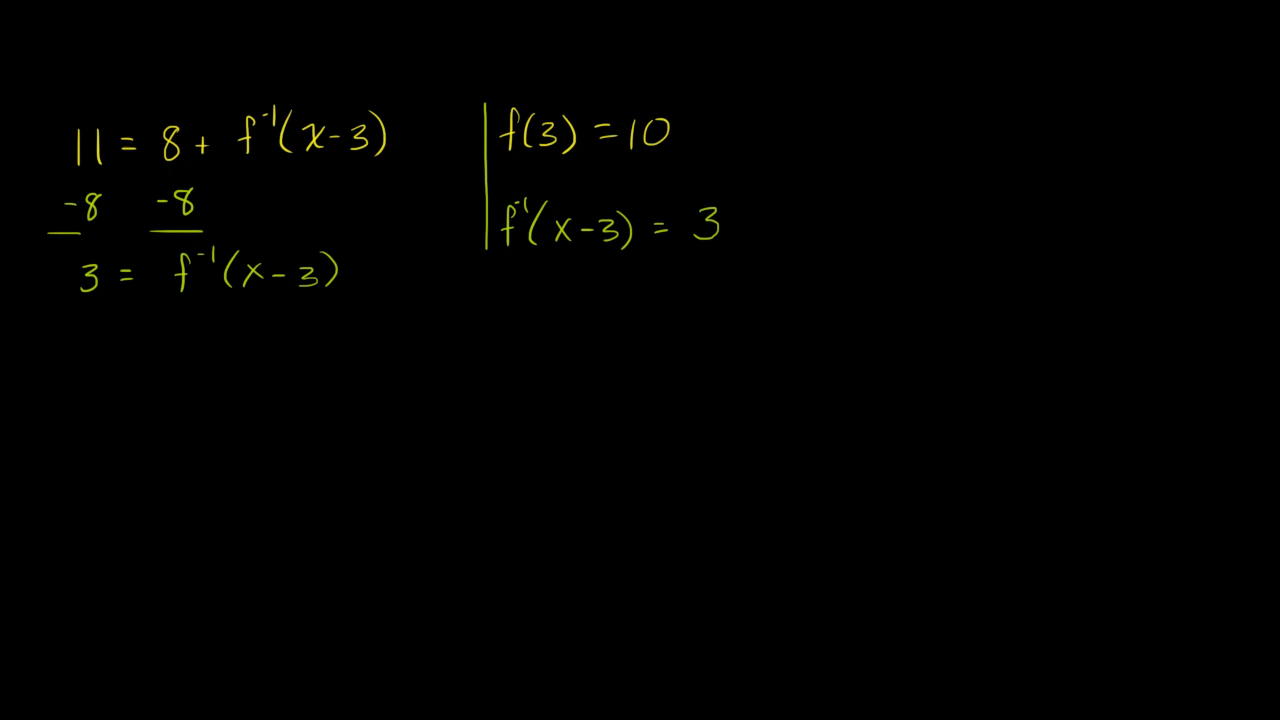 11 = 8 + f⁻¹(x-3)
-8 -8
3 = f⁻¹(x-3)
f(3) = 10
f⁻¹(x-3) = 3